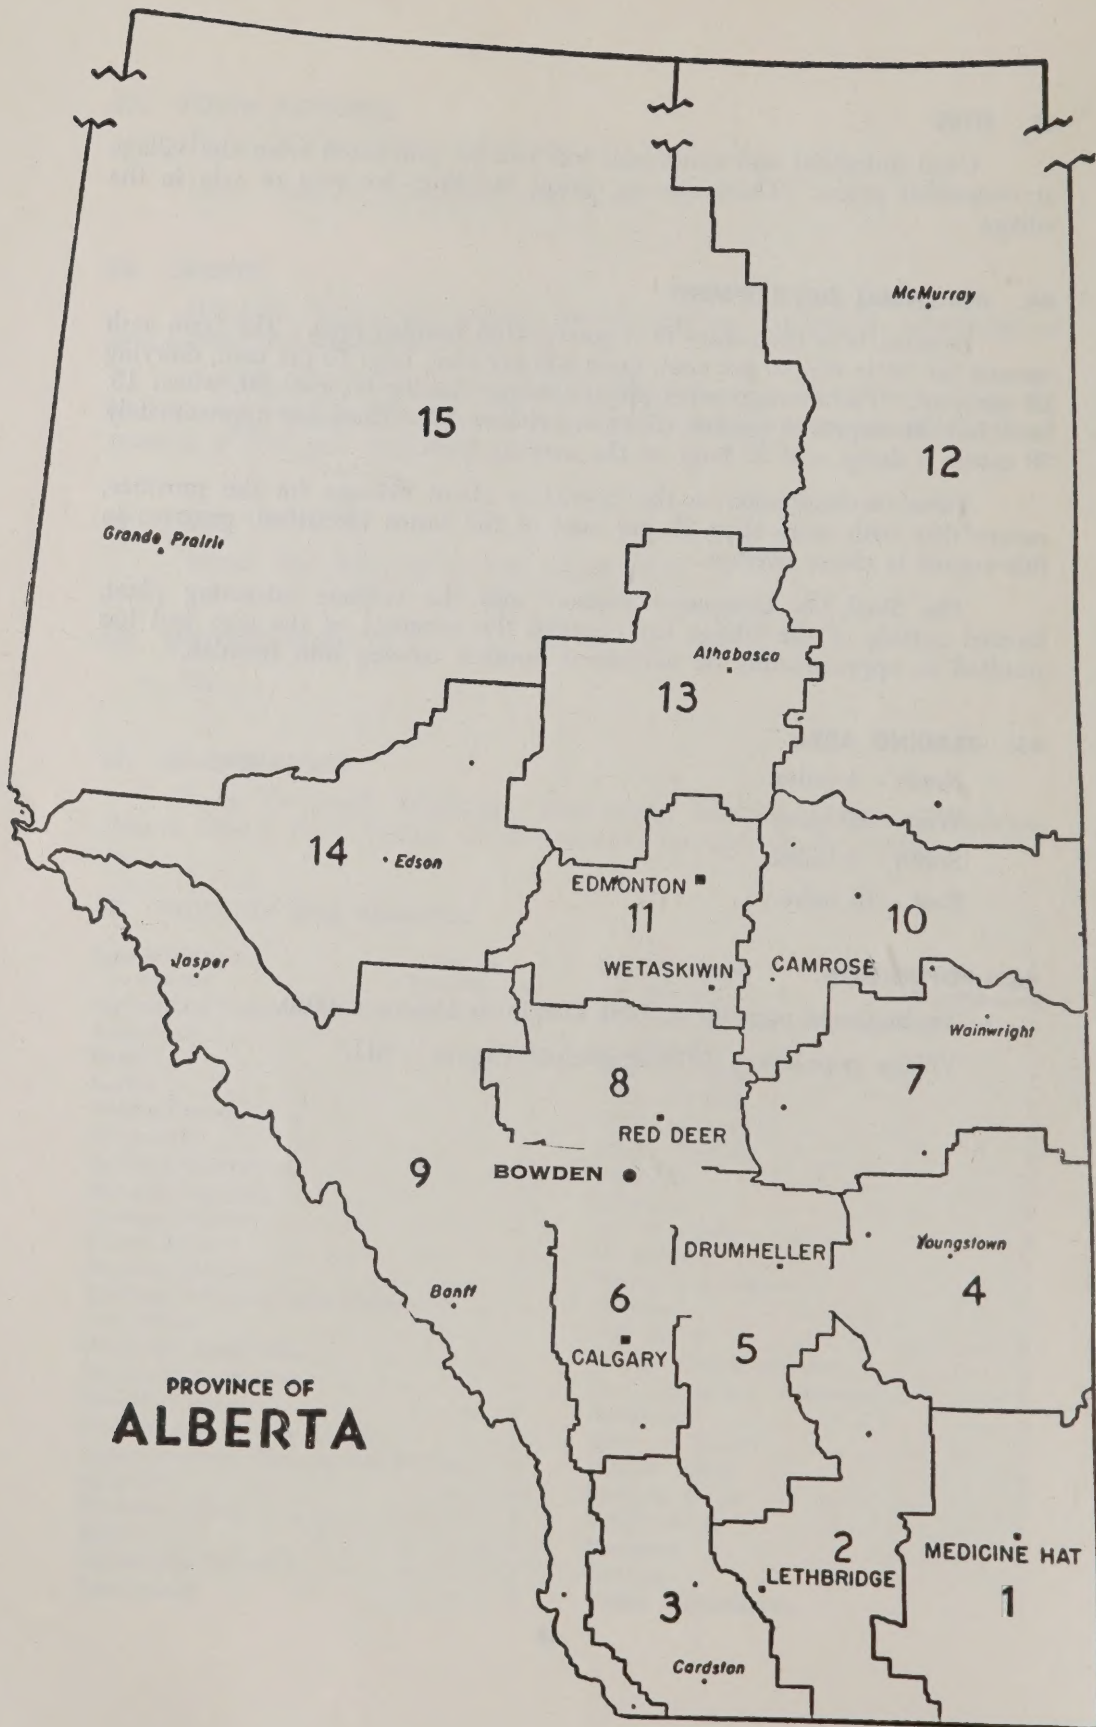 McMurray
15
12
Grande Prairie
Athabasca
13
14
Edson
EDMONTON
11
10
Jasper
WETASKIWIN
CAMROSE
Wainwright
8
7
RED DEER
9
BOWDEN
DRUMHELLER
Youngstown
Banff
6
4
CALGARY
5
PROVINCE OF
ALBERTA
2
MEDICINE HAT
LETHBRIDGE
3
1
Cardston